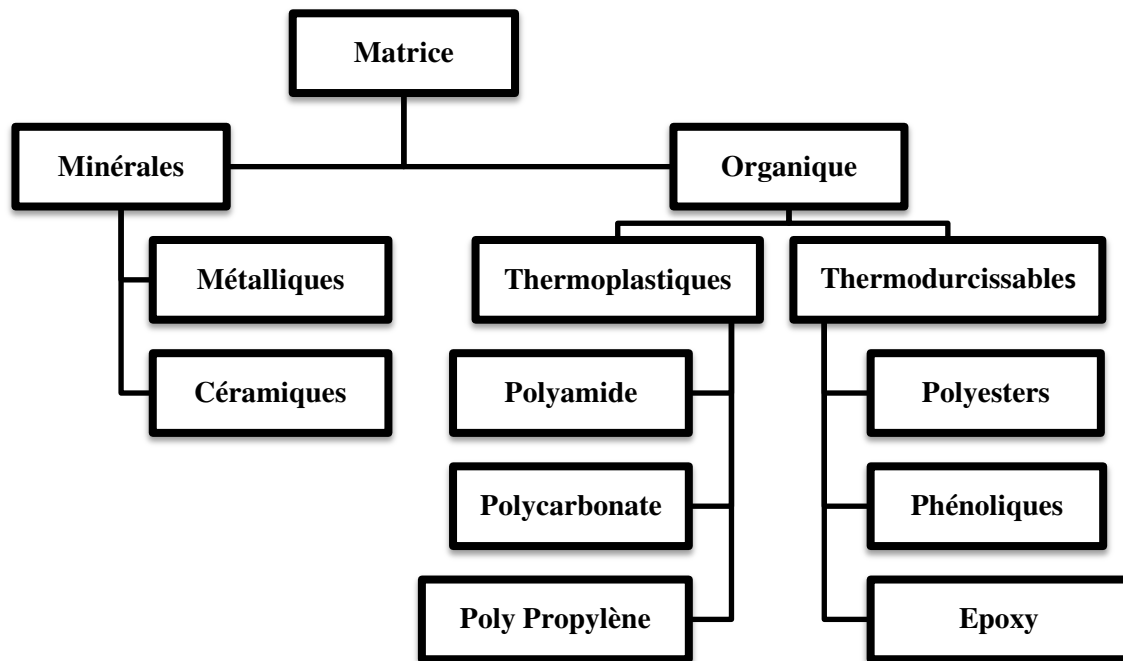 Matrice
Minérales
Organique
Métalliques
Thermoplastiques
Thermodurcissables
Céramiques
Polyamide
Polyesters
Polycarbonate
Phénoliques
Poly Propylène
Epoxy